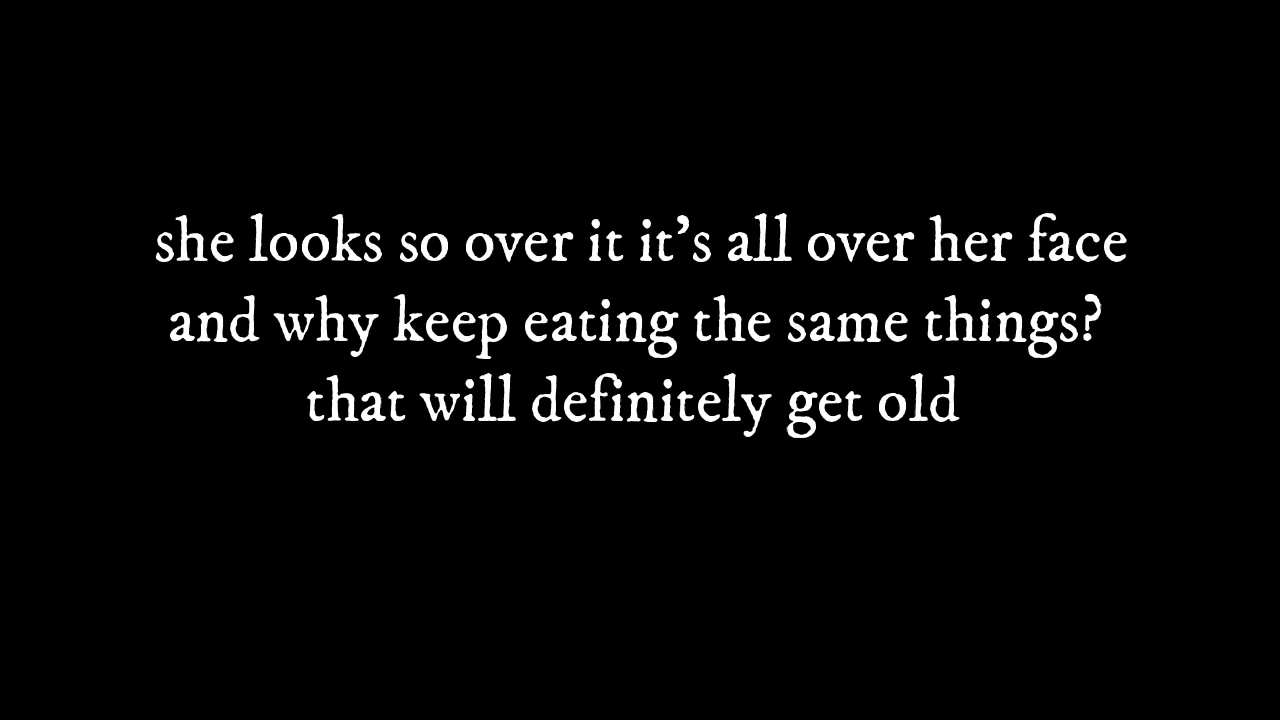 she looks so over it it’s all over her face
and why keep eating the same things?
that will definitely get old